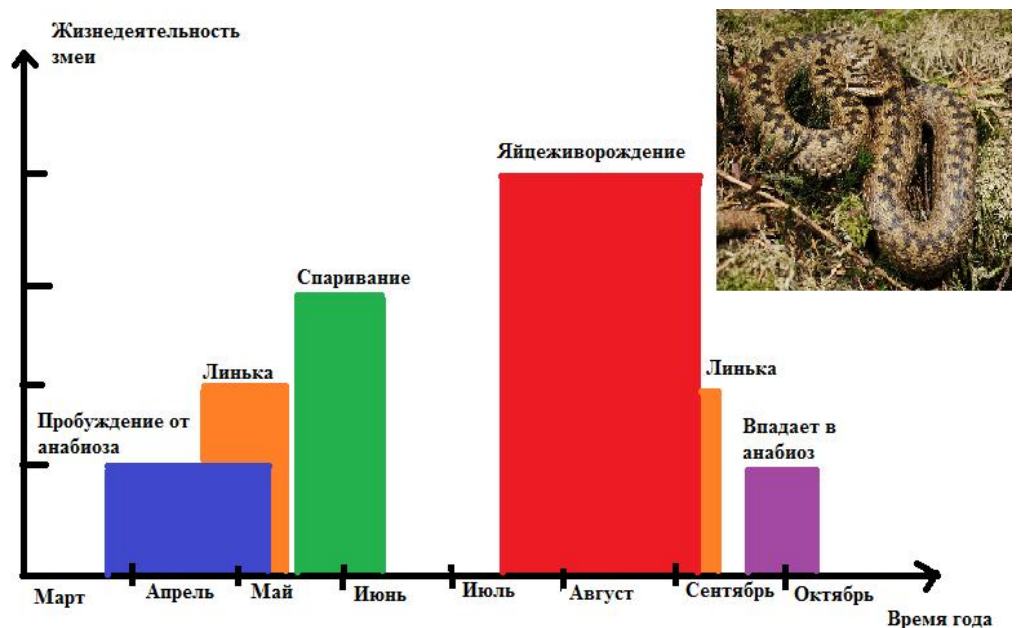 Жизнедеятельность
змеи
Яйцеживорождение
Спаривание
Линька
Линька
Пробуждение от
анабиоза
Впадает в
анабиоз
Март
Апрель
Май
Июнь
Июль
Август
Сентябрь
Октябрь
Время года